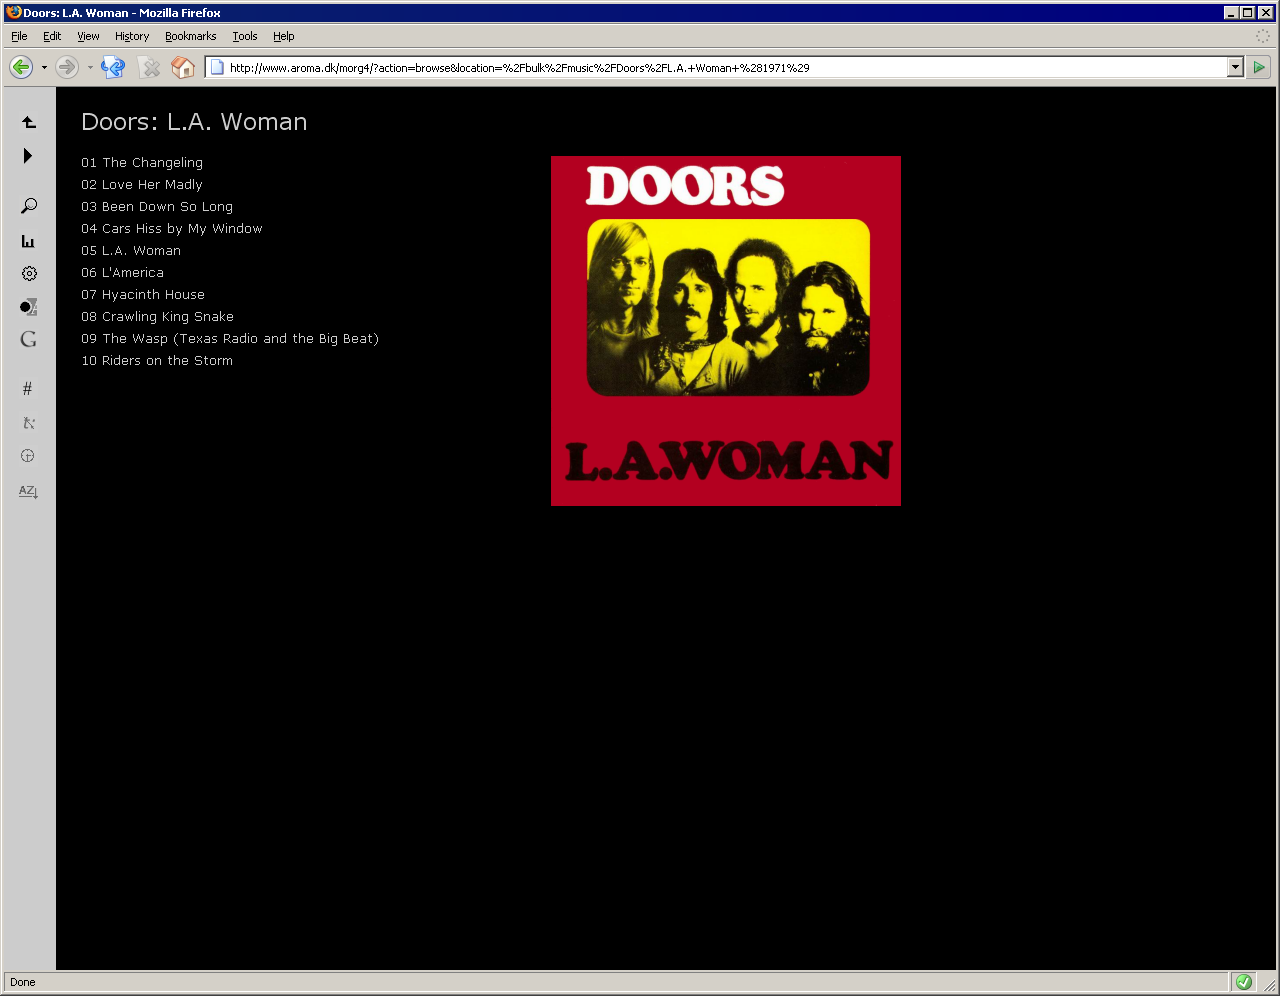 Doors: L.A. Woman - Mozilla Firefox
File Edit View History Bookmarks Tools Help
http://www.aroma.dk/morg4/?action=browse&location=%2Fbulk%2Fmusic%2FDoors%2FL.A.+Woman+%281971%29
Doors: L.A. Woman
01 The Changeling
02 Love Her Madly
03 Been Down So Long
04 Cars Hiss by My Window
05 L.A. Woman
06 L'America
07 Hyacinth House
08 Crawling King Snake
09 The Wasp (Texas Radio and the Big Beat)
10 Riders on the Storm
DOORS
L.A.WOMAN
G
#
AZ
Done